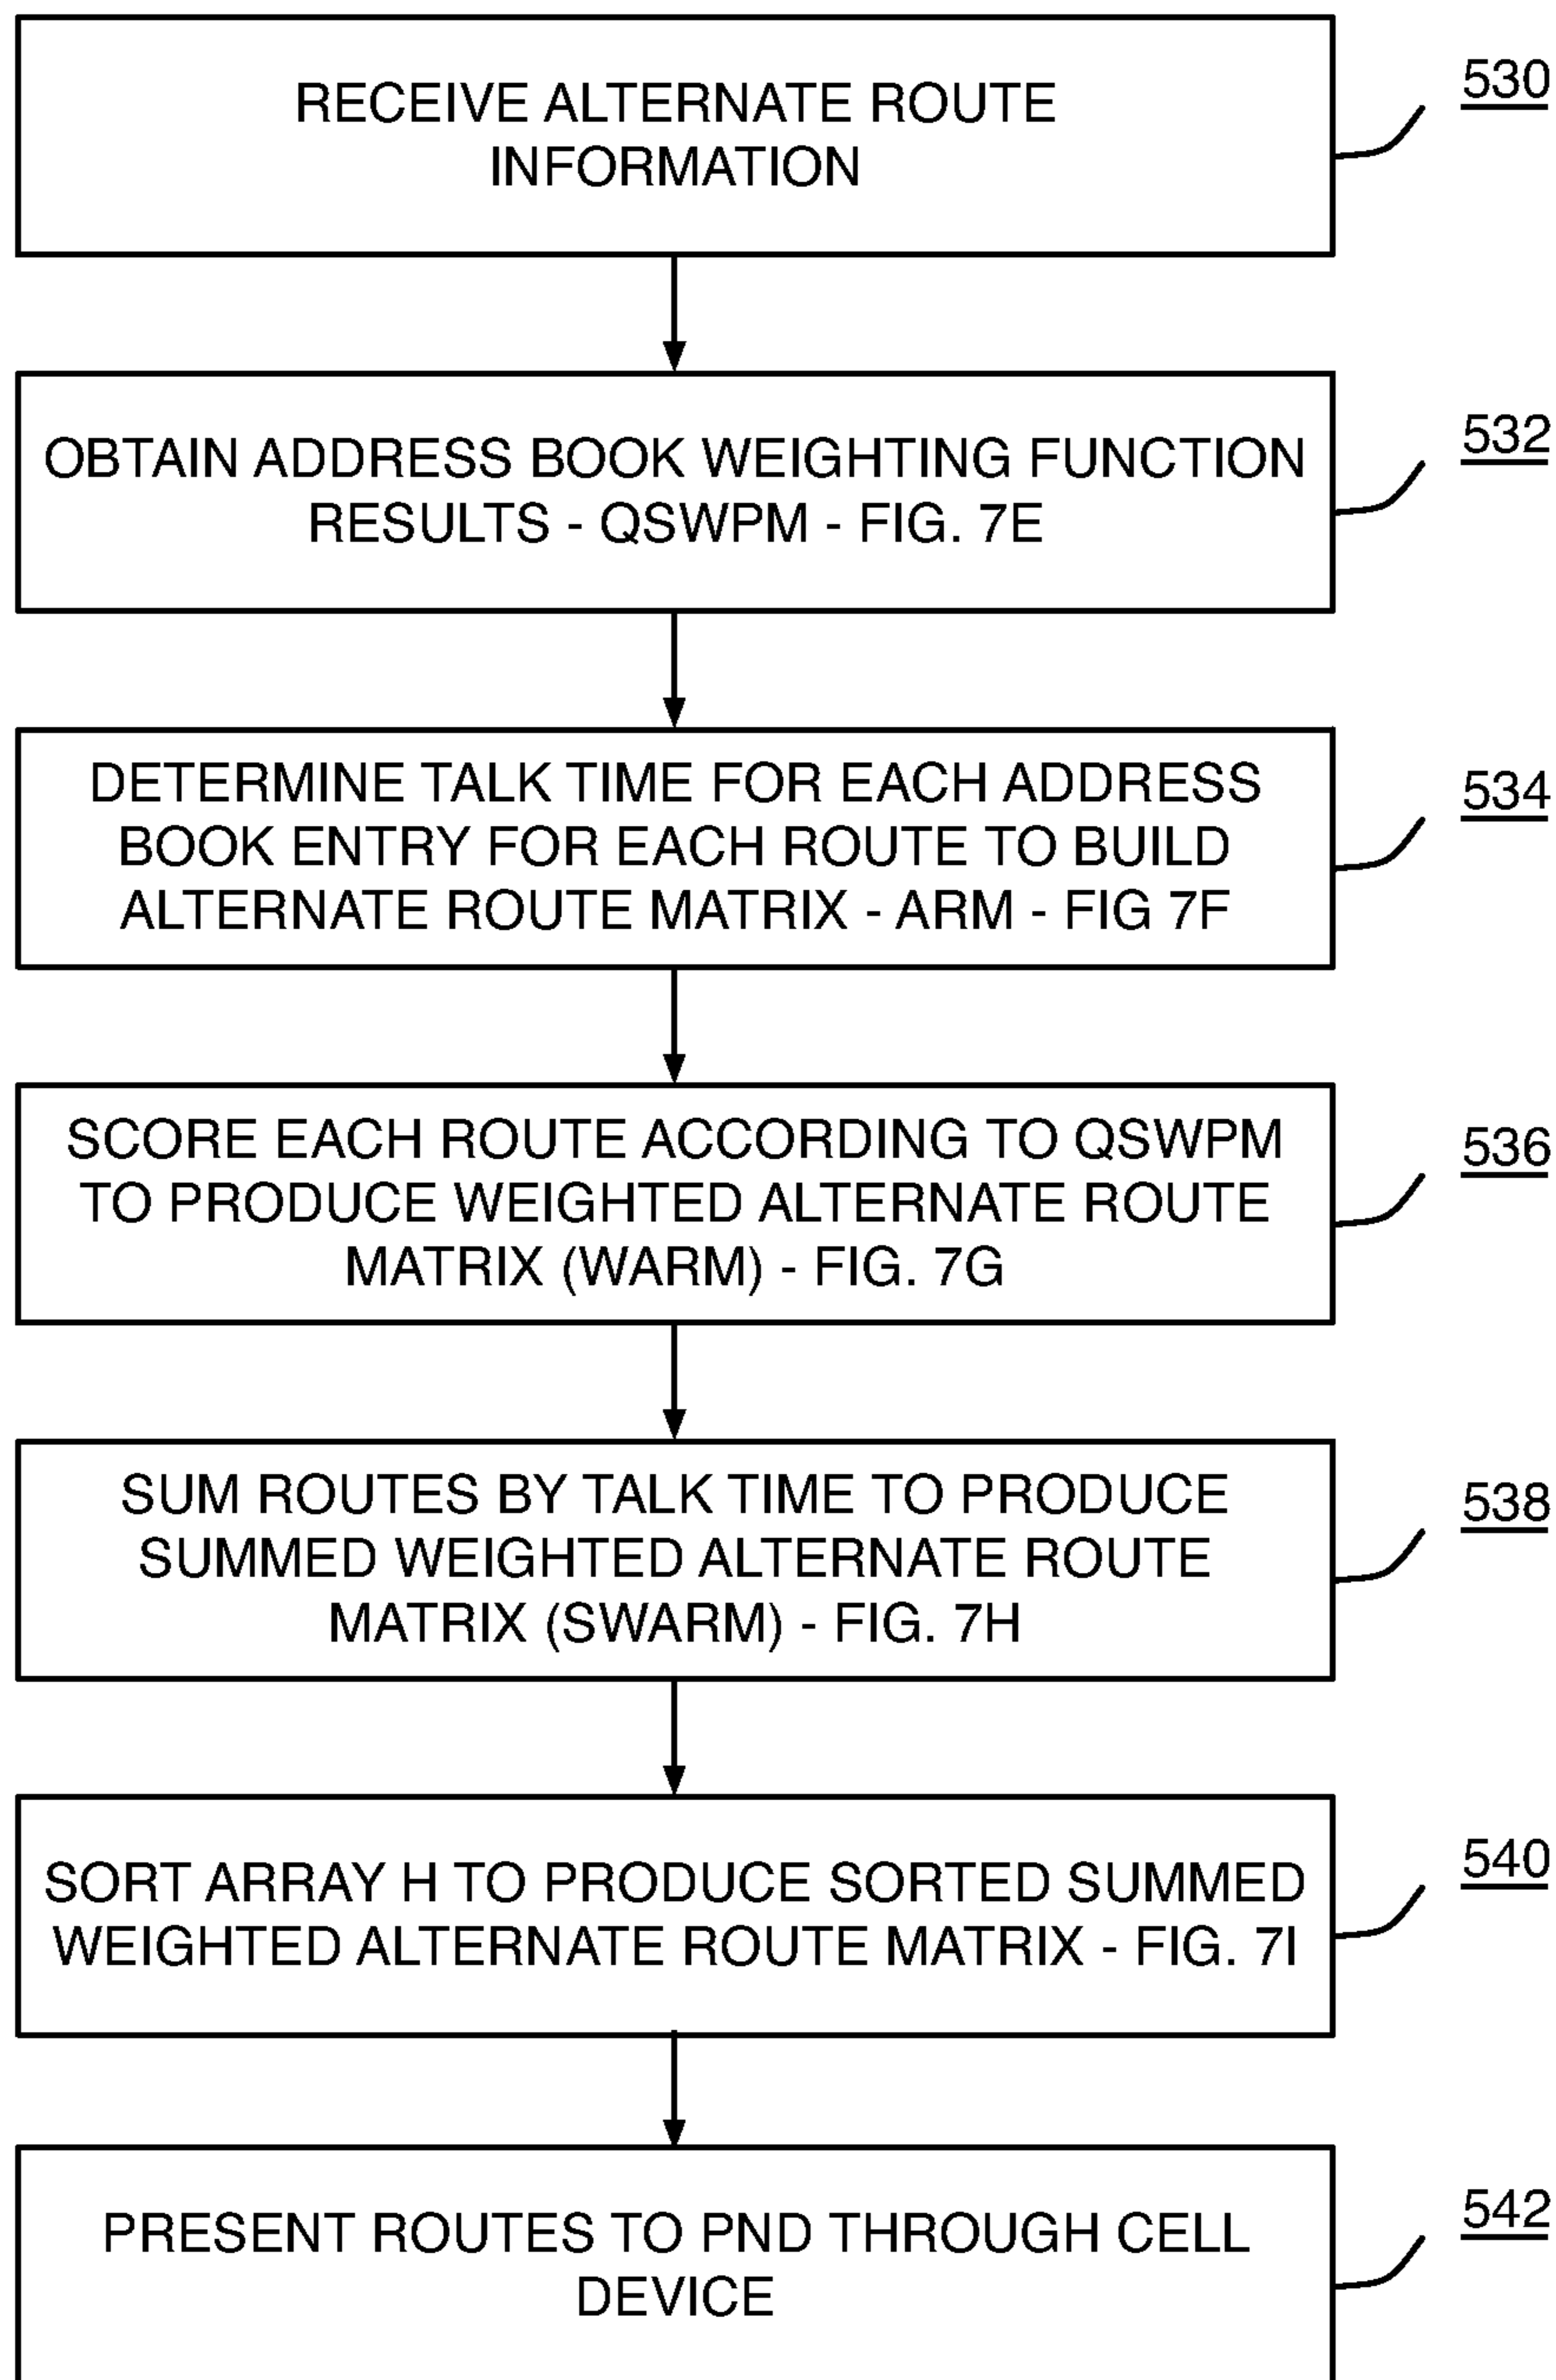 RECEIVE ALTERNATE ROUTE
INFORMATION
530
OBTAIN ADDRESS BOOK WEIGHTING FUNCTION
RESULTS - QSWPM - FIG. 7E
532
DETERMINE TALK TIME FOR EACH ADDRESS
BOOK ENTRY FOR EACH ROUTE TO BUILD
ALTERNATE ROUTE MATRIX - ARM - FIG 7F
534
SCORE EACH ROUTE ACCORDING TO QSWPM
TO PRODUCE WEIGHTED ALTERNATE ROUTE
MATRIX (WARM) - FIG. 7G
536
SUM ROUTES BY TALK TIME TO PRODUCE
SUMMED WEIGHTED ALTERNATE ROUTE
MATRIX (SWARM) - FIG. 7H
538
SORT ARRAY H TO PRODUCE SORTED SUMMED
WEIGHTED ALTERNATE ROUTE MATRIX - FIG. 7I
540
PRESENT ROUTES TO PND THROUGH CELL
DEVICE
542